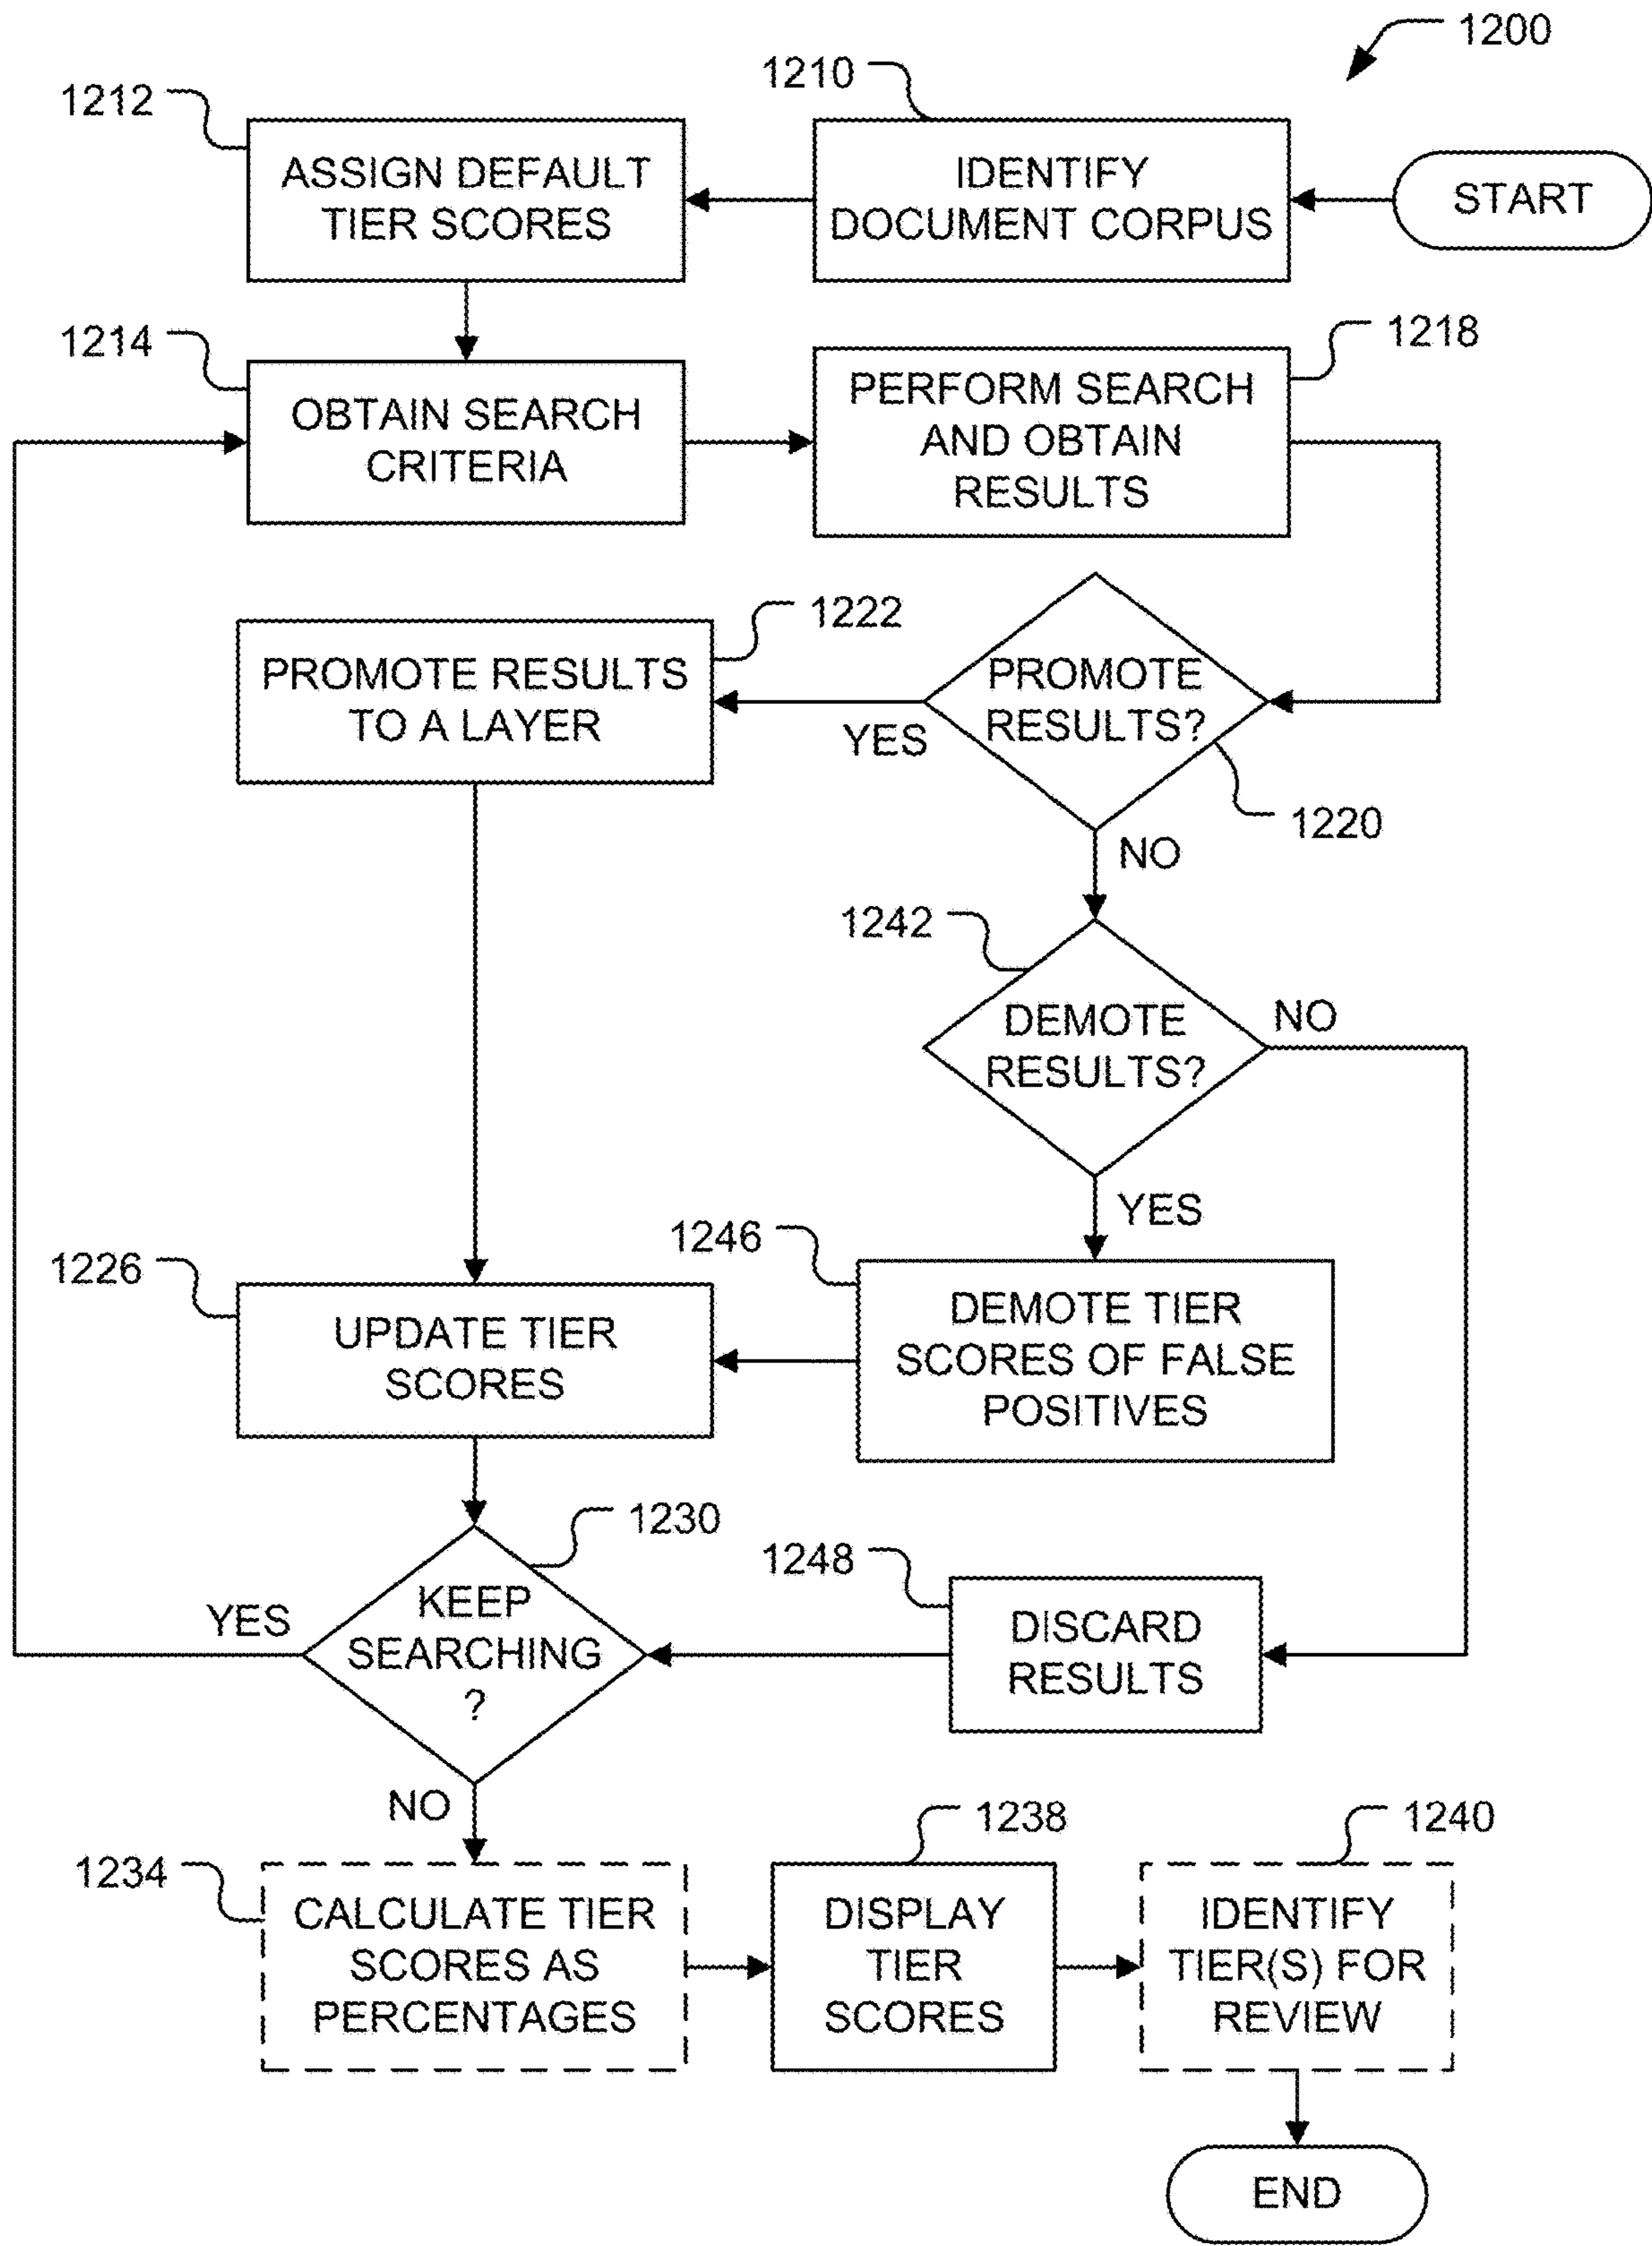 1200
1210
1212
START
IDENTIFY
DOCUMENT CORPUS
ASSIGN DEFAULT
TIER SCORES
1214
1218
OBTAIN SEARCH
CRITERIA
PERFORM SEARCH
AND OBTAIN
RESULTS
1222
PROMOTE RESULTS
TO A LAYER
PROMOTE
RESULTS?
YES
1220
NO
1242
DEMOTE
RESULTS?
NO
YES
1246
1226
UPDATE TIER
SCORES
DEMOTE TIER
SCORES OF FALSE
POSITIVES
1230
1248
YES
KEEP
SEARCHING
?
DISCARD
RESULTS
NO
1234
1238
1240
CALCULATE TIER
SCORES AS
PERCENTAGES
DISPLAY
TIER
SCORES
IDENTIFY
TIER(S) FOR
REVIEW
END